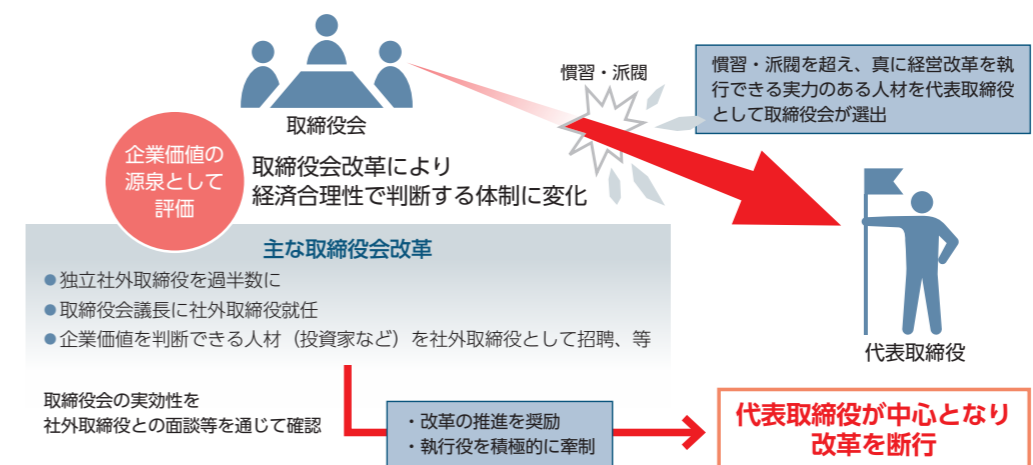 取締役会
慣習・派閥
慣習・派閥を超え、真に経営改革を執
行できる実力のある人材を代表取締役
として取締役会が選出
企業価値の
源泉として
評価
取締役会改革により
経済合理性で判断する体制に変化
主な取締役会改革
●独立社外取締役を過半数に
●取締役会議長に社外取締役就任
●企業価値を判断できる人材（投資家など）を社外取締役として招聘、等
代表取締役
取締役会の実効性を
社外取締役との面談等を通じて確認
・改革の推進を奨励
・執行役を積極的に牽制
代表取締役が中心となり
改革を断行